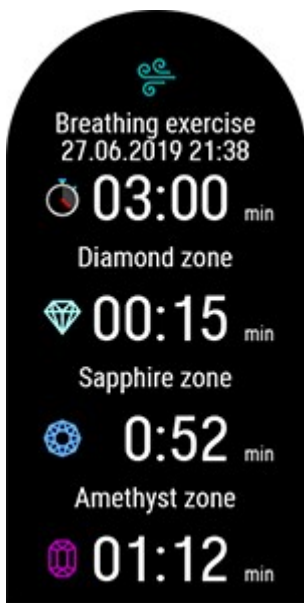 Breathing exercise
27.06.2019 21:38
03:00 min
Diamond zone
00:15 min
Sapphire zone
0:52 min
Amethyst zone
01:12 min